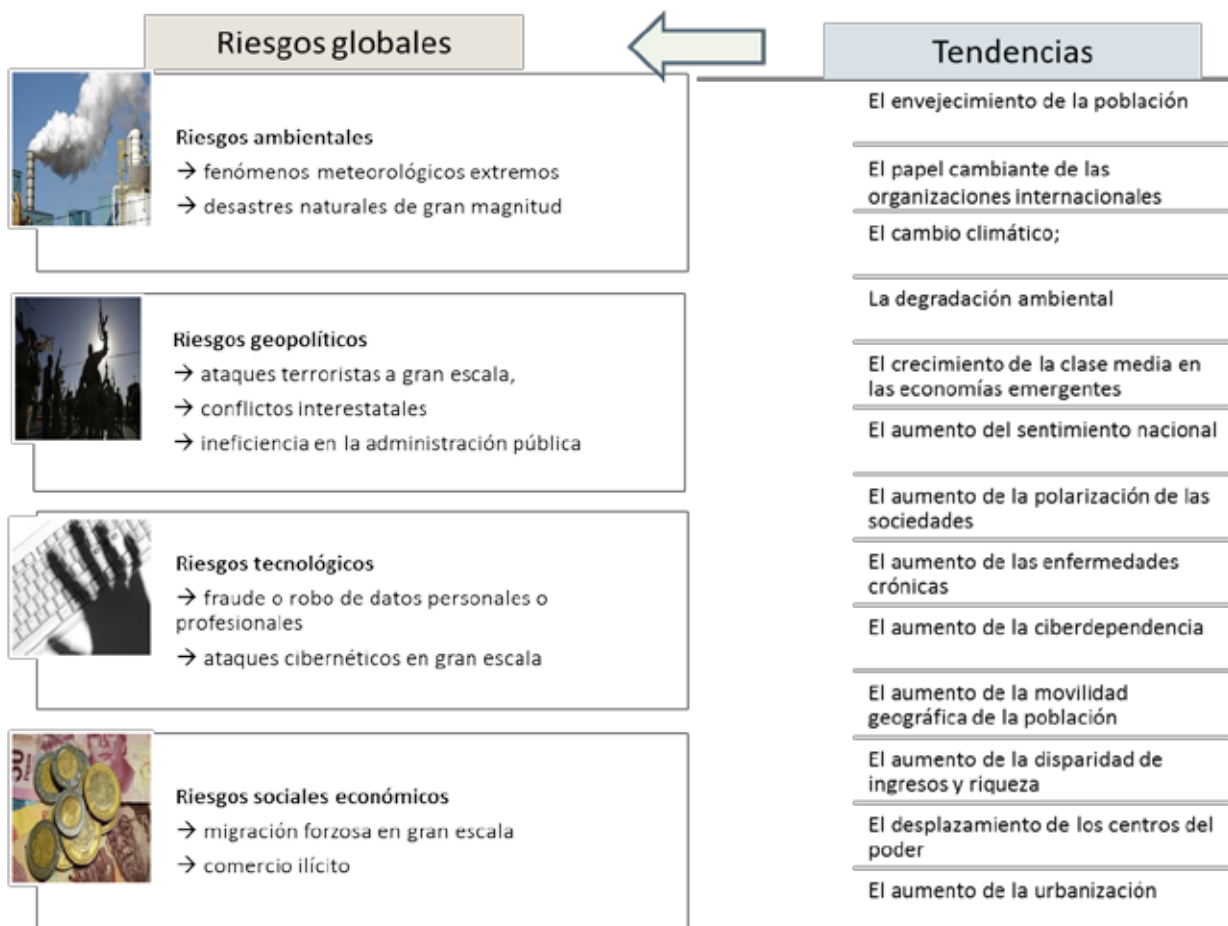 Riesgos globales
Riesgos ambientales
→ fenómenos meteorológicos extremos
→ desastres naturales de gran magnitud
Riesgos geopolíticos
→ ataques terroristas a gran escala,
→ conflictos interestatales
→ ineficiencia en la administración pública
Riesgos tecnológicos
→ fraude o robo de datos personales o
profesionales
→ ataques cibernéticos en gran escala
Riesgos sociales económicos
→ migración forzosa en gran escala
→ comercio ilícito
Tendencias
El envejecimiento de la población
El papel cambiante de las
organizaciones internacionales
El cambio climático;
La degradación ambiental
El crecimiento de la clase media en
las economías emergentes
El aumento del sentimiento nacional
El aumento de la polarización de las
sociedades
El aumento de las enfermedades
crónicas
El aumento de la ciberdependencia
El aumento de la movilidad
geográfica de la población
El aumento de la disparidad de
ingresos y riqueza
El desplazamiento de los centros del
poder
El aumento de la urbanización